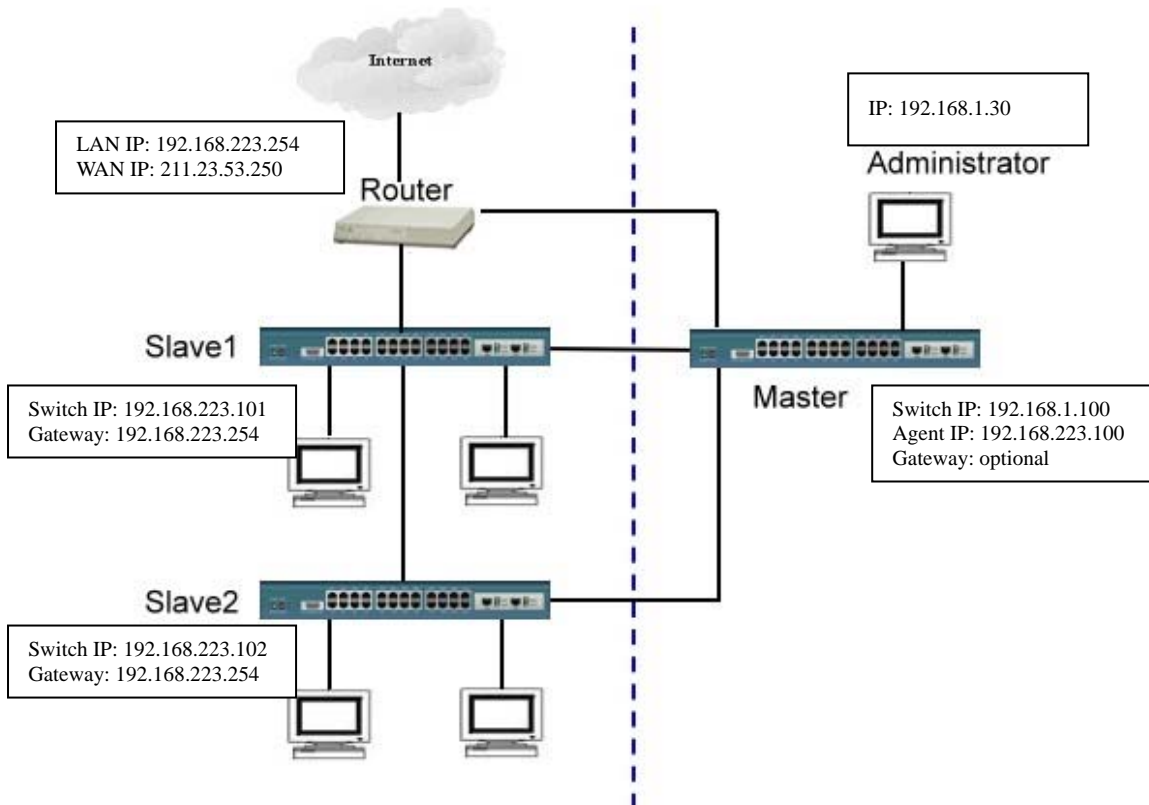 Internet
IP: 192.168.1.30
LAN IP: 192.168.223.254
WAN IP: 211.23.53.250
Administrator
Router
Slave1
Master
Switch IP: 192.168.223.101
Gateway: 192.168.223.254
Switch IP: 192.168.1.100
Agent IP: 192.168.223.100
Gateway: optional
Slave2
Switch IP: 192.168.223.102
Gateway: 192.168.223.254